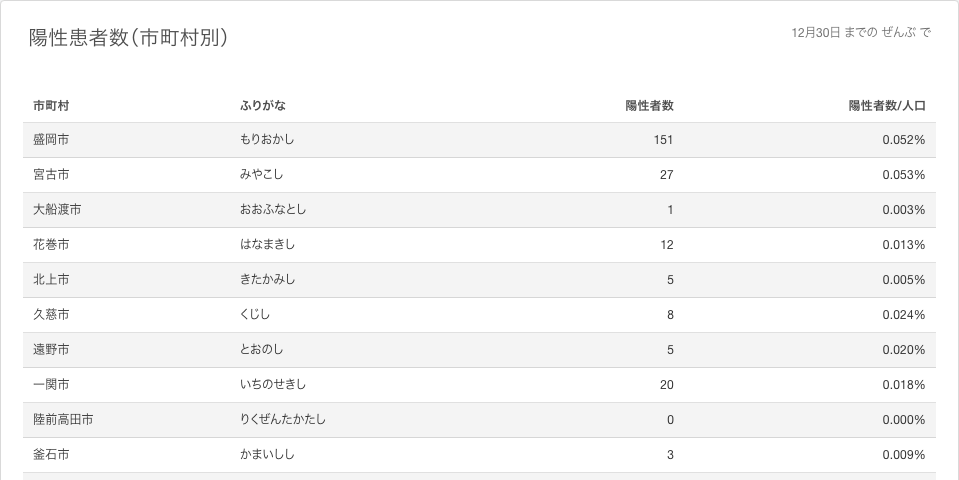 陽性患者数（市町村別）
12月30日 までの ぜんぶ で
市町村 ふりがな 陽性者数 陽性者数/人口
盛岡市 もりおかし 151 0.052%
宮古市 みやこし 27 0.053%
大船渡市 おおふなとし 1 0.003%
花巻市 はなまきし 12 0.013%
北上市 きたかみし 5 0.005%
久慈市 くじし 8 0.024%
遠野市 とおのし 5 0.020%
一関市 いちのせきし 20 0.018%
陸前高田市 りくぜんたかたし 0 0.000%
釜石市 かまいしし 3 0.009%